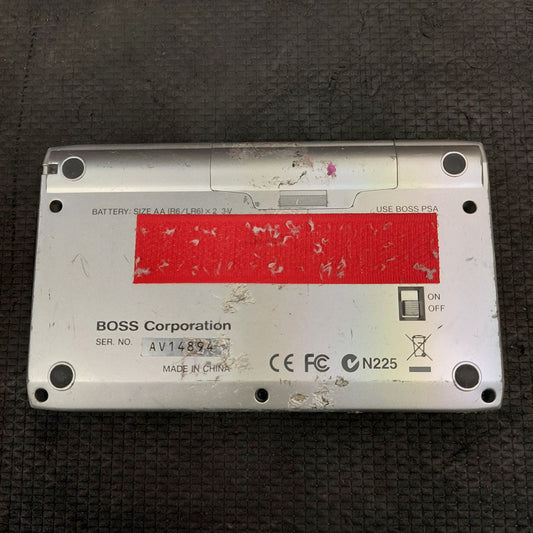 BATTERY: SIZE AA (R6/LR6) × 2 3V
USE BOSS PSA
ON
OFF
BOSS Corporation
SER. NO. AV14894
MADE IN CHINA
CE FC N225